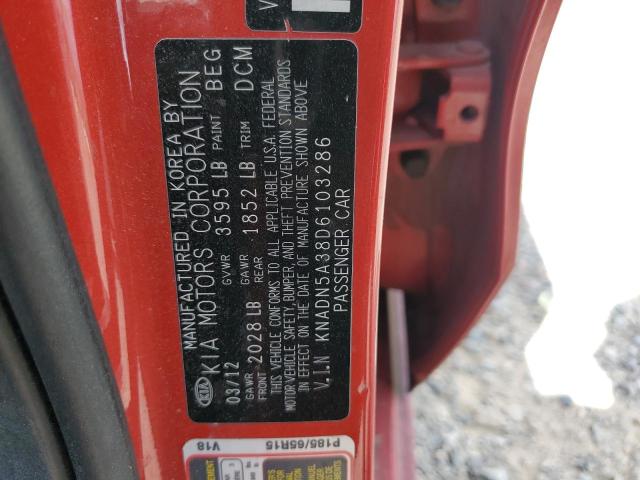 MANUFACTURED IN KOREA BY
KIA KIA MOTORS CORPORATION
03/12 GVWR 3595 LB PAINT BEG
GAWR FRONT 2028 LB GAWR REAR 1852 LB TRIM DCM
THIS VEHICLE CONFORMS TO ALL APPLICABLE U.S.A. FEDERAL
MOTOR VEHICLE SAFETY, BUMPER, AND THEFT PREVENTION STANDARDS
IN EFFECT ON THE DATE OF MANUFACTURE SHOWN ABOVE
V.I.N KNADN5A38D6103286
PASSENGER CAR
V18 P185/65R15